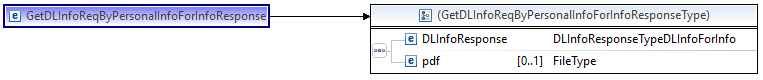 e GetDLInfoReqByPersonalInfoForInfoResponse
(GetDLInfoReqByPersonalInfoForInfoResponseType)
e DLInfoResponse DLInfoResponseTypeDLInfoForInfo
e pdf [0..1] FileType